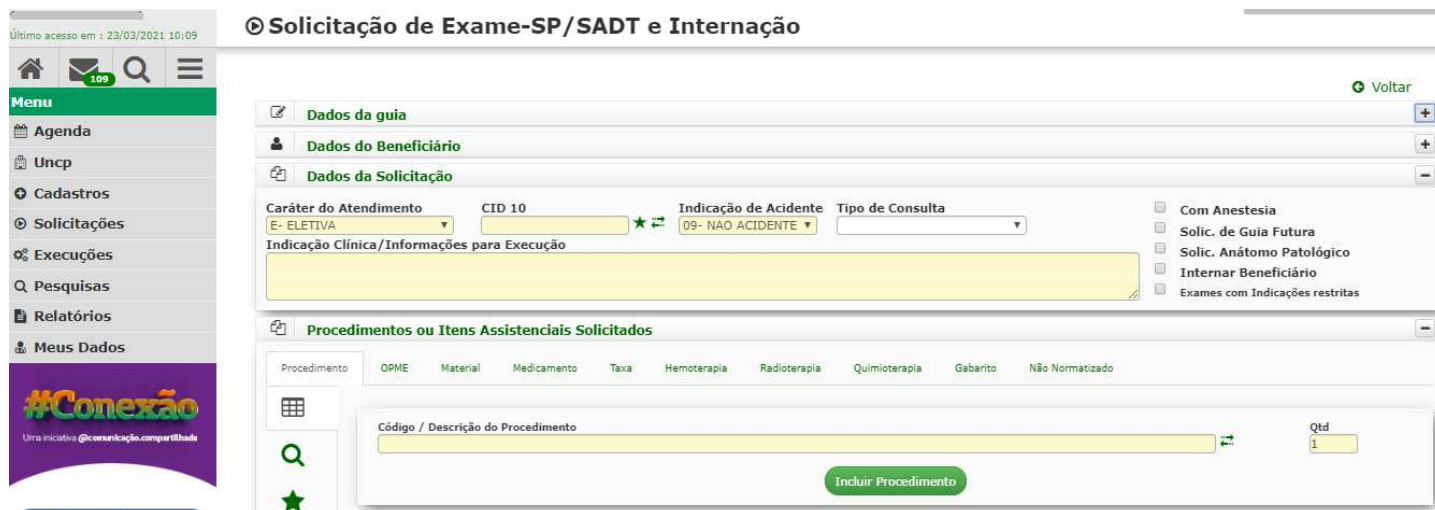 Solicitação de Exame-SP/SADT e Internação
Último acesso em : 23/03/2021 10:09
109
Voltar
Menu
Agenda
Uncp
Cadastros
Solicitações
Execuções
Pesquisas
Relatórios
Meus Dados
#Conexão
Uma iniciativa @comunicação.compartilhada
Dados da guia
Dados do Beneficiário
Dados da Solicitação
Caráter do Atendimento CID 10 Indicação de Acidente Tipo de Consulta
E- ELETIVA 09- NAO ACIDENTE
Indicação Clínica/Informações para Execução
Com Anestesia
Solic. de Guia Futura
Solic. Anátomo Patológico
Internar Beneficiário
Exames com Indicações restritas
Procedimentos ou Itens Assistenciais Solicitados
Procedimento OPME Material Medicamento Taxa Hemoterapia Radioterapia Quimioterapia Gabarito Não Normatizado
Código / Descrição do Procedimento Qtd
1
Incluir Procedimento